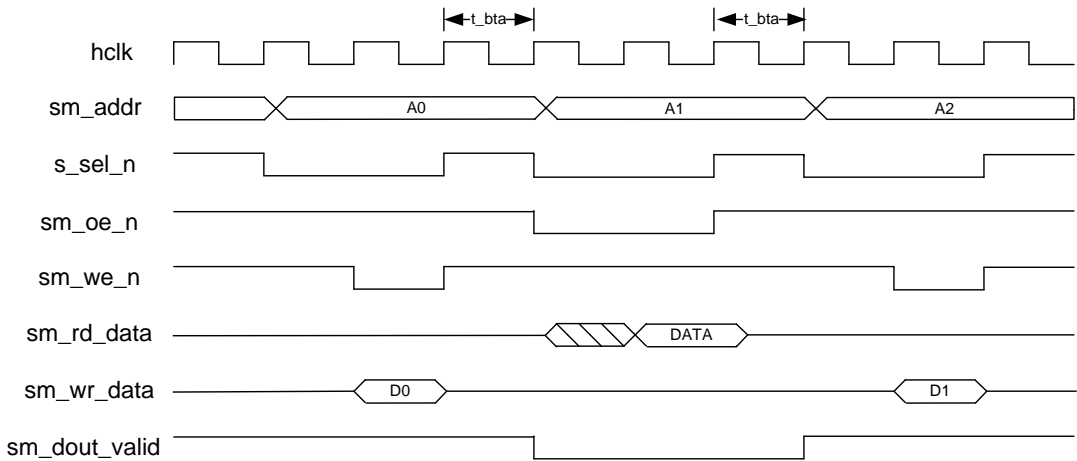 t_bta t_bta
hclk
sm_addr A0 A1 A2
s_sel_n
sm_oe_n
sm_we_n
sm_rd_data DATA
sm_wr_data D0 D1
sm_dout_valid